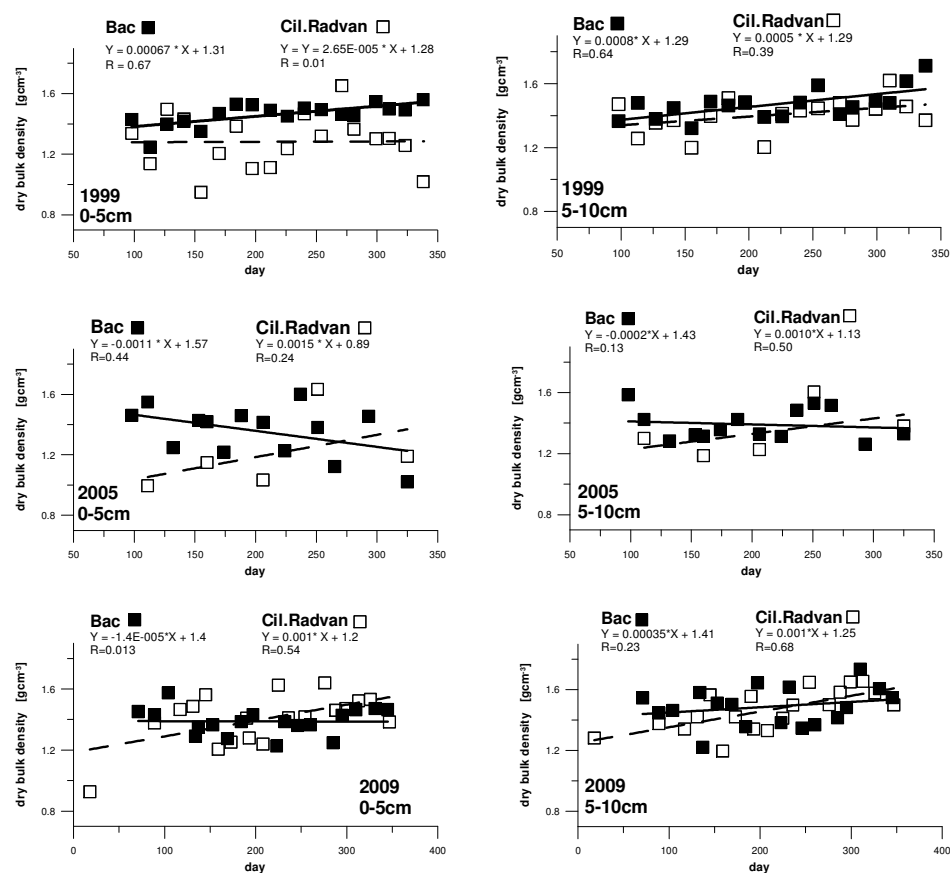 Bac Cil.Radvan
Y = 0.00067 * X + 1.31 Y = Y = 2.65E-005 * X + 1.28
R = 0.67 R = 0.01
dry bulk density [gcm-³]
1.6
1.2
0.8
1999
0-5cm
50 100 150 200 250 300 350
day
Bac Cil.Radvan
Y = 0.0008* X + 1.29 Y = 0.0005 * X + 1.29
R=0.64 R=0.39
dry bulk density [gcm-³]
1.6
1.2
0.8
1999
5-10cm
50 100 150 200 250 300 350
day
Bac Cil.Radvan
Y = -0.0011 * X + 1.57 Y = 0.0015 * X + 0.89
R=0.44 R=0.24
dry bulk density [gcm-³]
1.6
1.2
0.8
2005
0-5cm
50 100 150 200 250 300 350
day
Bac Cil.Radvan
Y = -0.0002*X + 1.43 Y = 0.0010*X + 1.13
R=0.13 R=0.50
dry bulk density [gcm-³]
1.6
1.2
0.8
2005
5-10cm
50 100 150 200 250 300 350
day
Bac Cil.Radvan
Y = -1.4E-005*X + 1.4 Y = 0.001* X + 1.2
R=0.013 R=0.54
dry bulk density [gcm-³]
1.6
1.2
0.8
2009
0-5cm
0 100 200 300 400
day
Bac Cil.Radvan
Y = 0.00035*X + 1.41 Y = 0.001*X + 1.25
R=0.23 R=0.68
dry bulk density [gcm-³]
1.6
1.2
0.8
2009
5-10cm
0 100 200 300 400
day